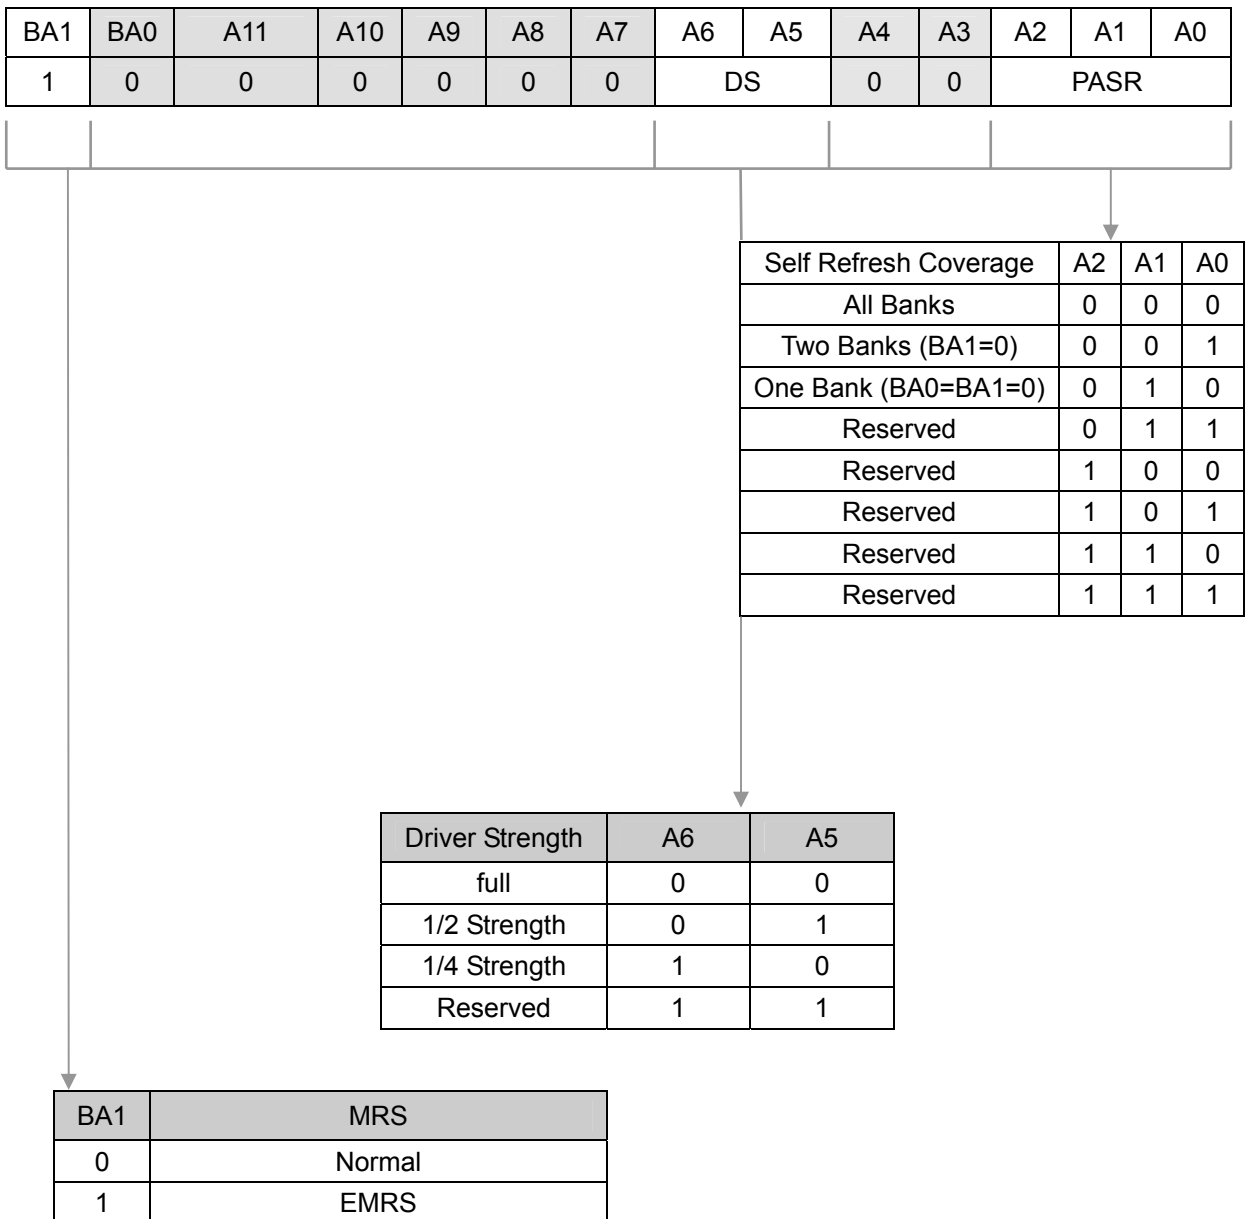 BA1 BA0 A11 A10 A9 A8 A7 A6 A5 A4 A3 A2 A1 A0
1 0 0 0 0 0 0 DS 0 0 PASR
Self Refresh Coverage A2 A1 A0
All Banks 0 0 0
Two Banks (BA1=0) 0 0 1
One Bank (BA0=BA1=0) 0 1 0
Reserved 0 1 1
Reserved 1 0 0
Reserved 1 0 1
Reserved 1 1 0
Reserved 1 1 1
Driver Strength A6 A5
full 0 0
1/2 Strength 0 1
1/4 Strength 1 0
Reserved 1 1
BA1 MRS
0 Normal
1 EMRS